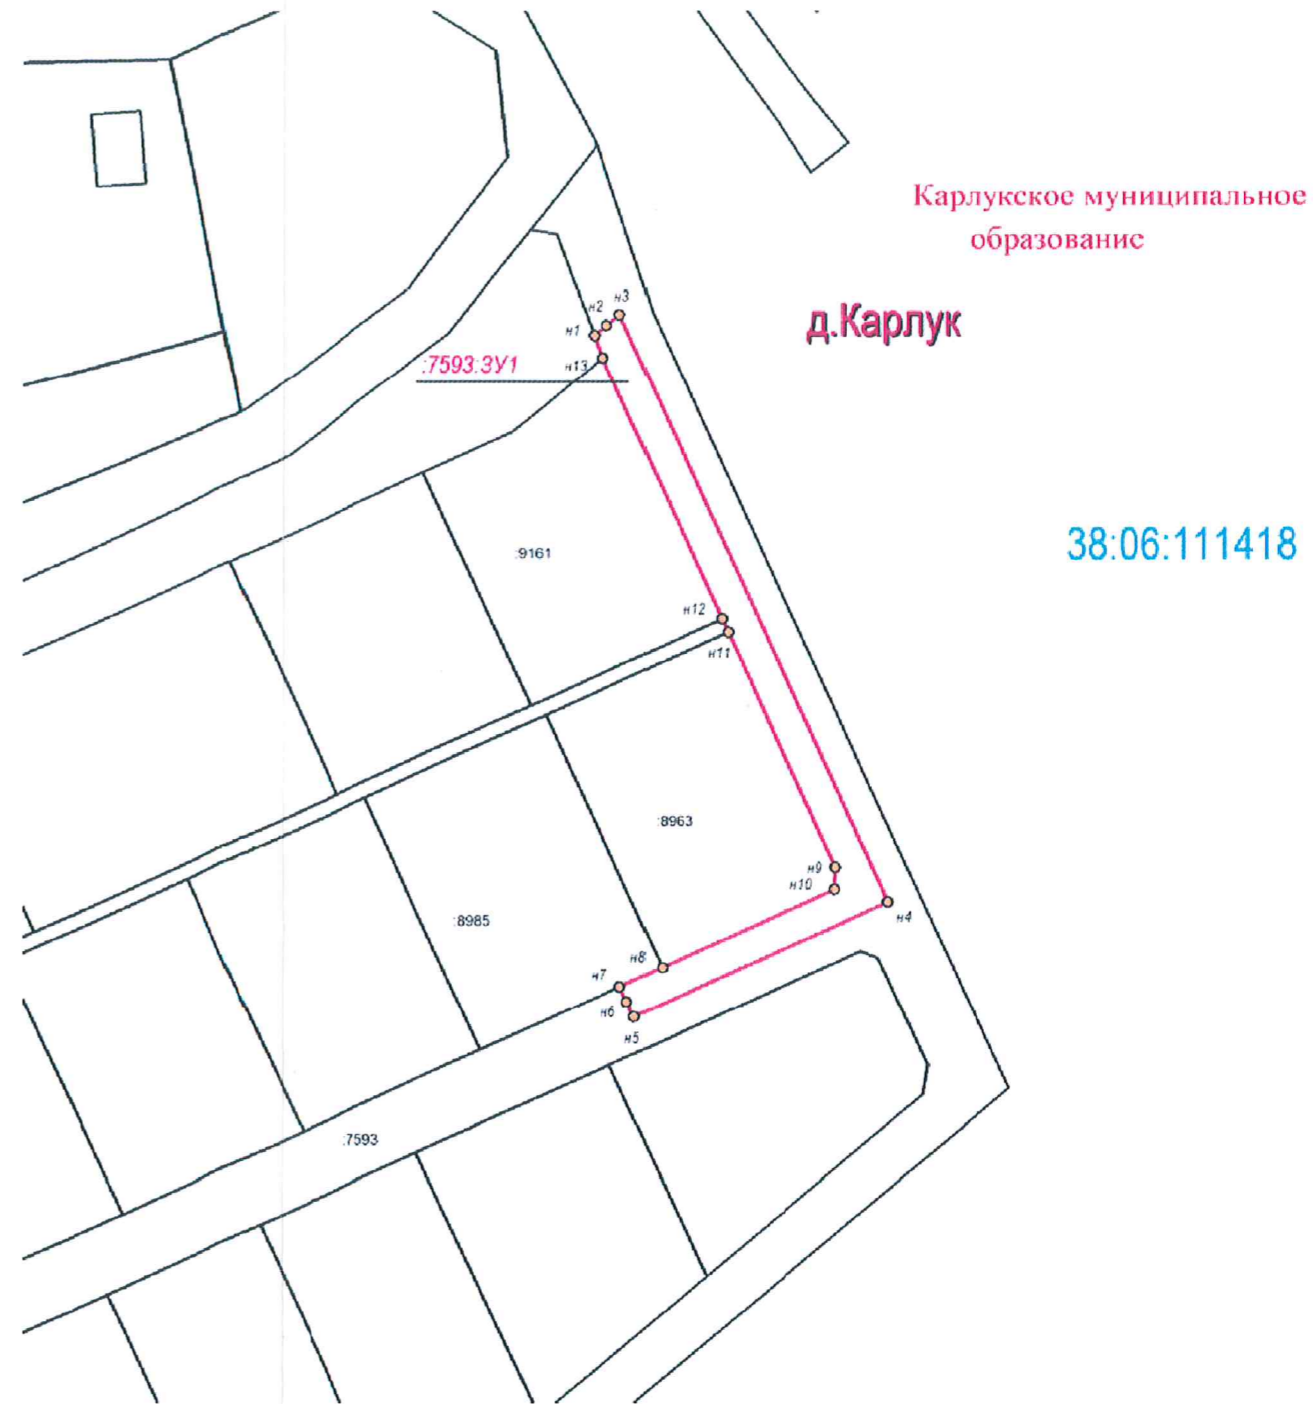 Карлукское муниципальное
образование
н3
н2
н1
д.Карлук
:7593:ЗУ1
н13
38:06:111418
:9161
н12
н11
:8963
н9
н10
н4
:8985
н8
н7
н6
н5
:7593